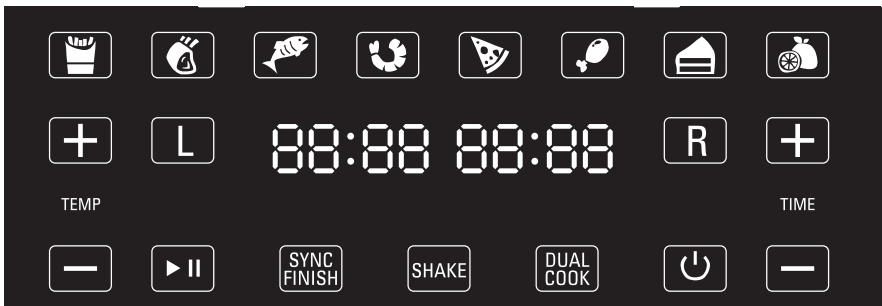 L
88:88 88:88
R
TEMP
TIME
SYNC
FINISH
SHAKE
DUAL
COOK